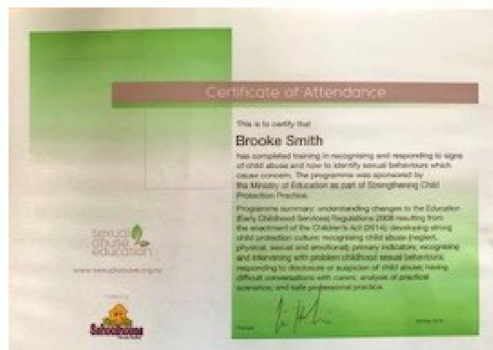 Certificate of Attendance
This is to certify that
Brooke Smith
has completed training in recognising and responding to signs
of child abuse and how to identify sexual behaviours which
cause concern. The programme was sponsored by
the Ministry of Education as part of Strengthening Child
Protection Practice.
Programme summary: understanding changes to the Education
(Early Childhood Services) Regulations 2008 resulting from
the enactment of the Children's Act (2014); developing strong
child protection culture; recognising child abuse (neglect,
physical, sexual and emotional); primary indicators; recognising
and intervening with problem childhood sexual behaviours;
responding to disclosure or suspicion of child abuse; having
difficult conversations with carers; analysis of practical
scenarios; and safe professional practice.
sexual
abuse
education
Schoolhouse